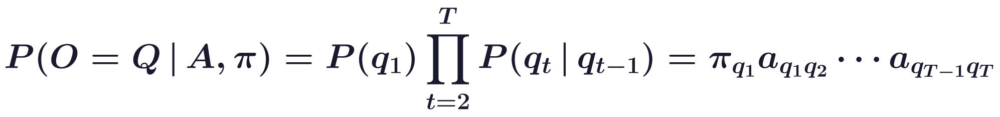 P(O = Q | A, π) = P(q₁) ∏_{t=2}^{T} P(q_t | q_{t−1}) = π_{q₁} a_{q₁q₂} ⋯ a_{q_{T−1}q_T}